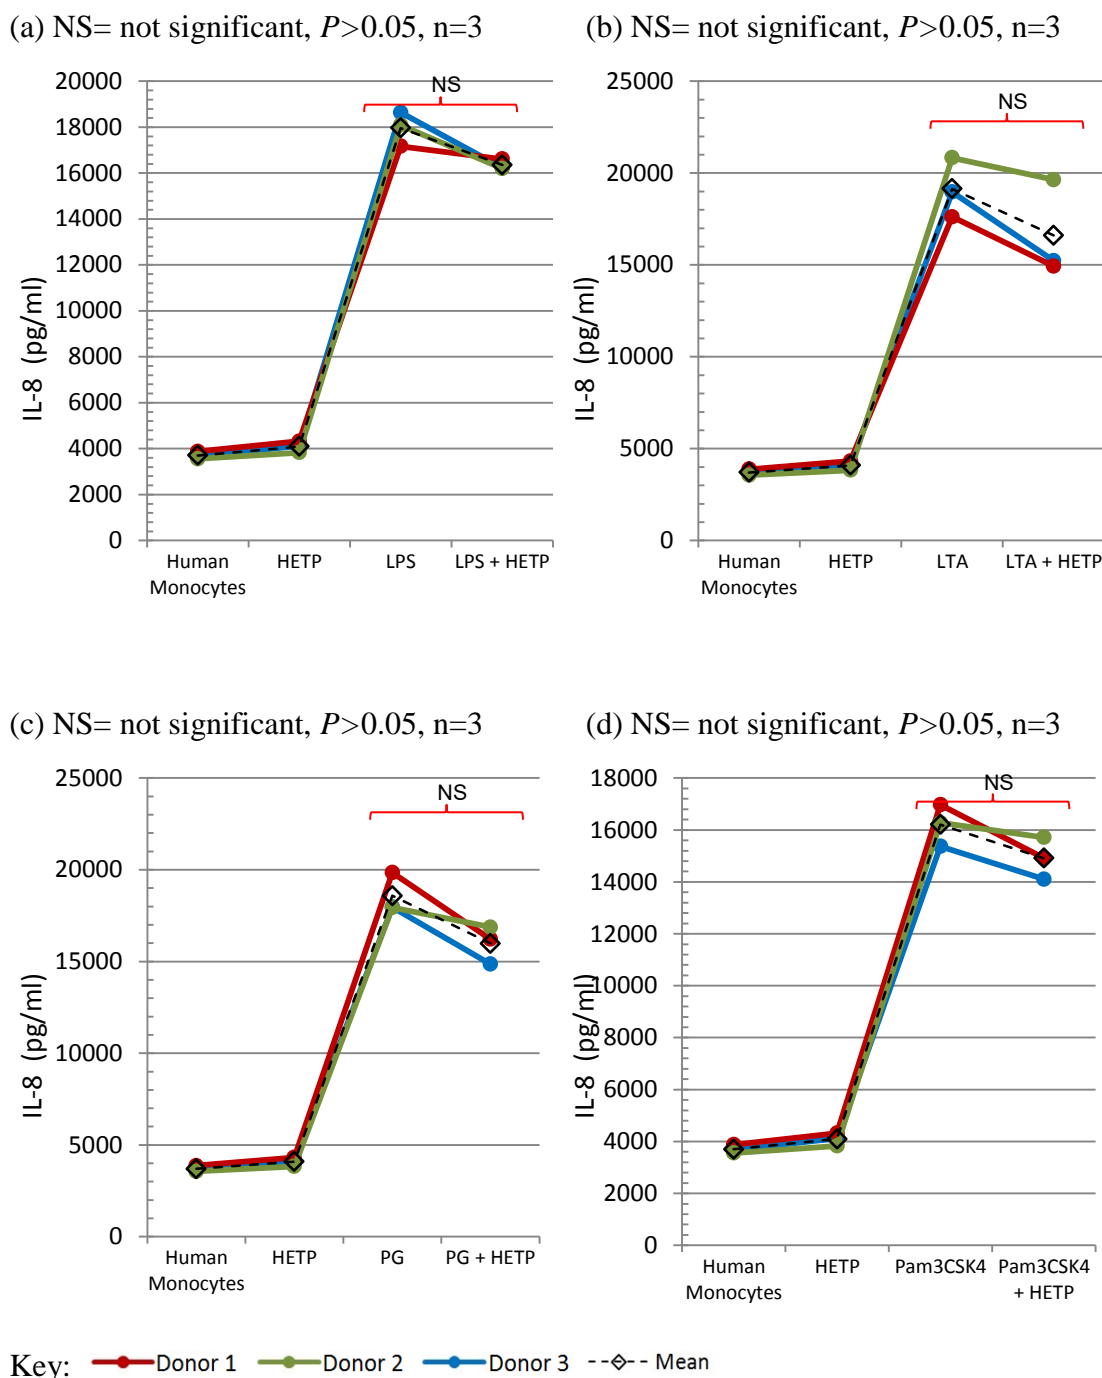 (a) NS= not significant, P>0.05, n=3
NS
20000
18000
16000
14000
12000
10000
8000
6000
4000
2000
0
IL-8 (pg/ml)
Human Monocytes
HETP
LPS
LPS + HETP
(b) NS= not significant, P>0.05, n=3
NS
25000
20000
15000
10000
5000
0
IL-8 (pg/ml)
Human Monocytes
HETP
LTA
LTA + HETP
(c) NS= not significant, P>0.05, n=3
NS
25000
20000
15000
10000
5000
0
IL-8 (pg/ml)
Human Monocytes
HETP
PG
PG + HETP
(d) NS= not significant, P>0.05, n=3
NS
18000
16000
14000
12000
10000
8000
6000
4000
2000
0
IL-8 (pg/ml)
Human Monocytes
HETP
Pam3CSK4
Pam3CSK4 + HETP
Key: Donor 1 Donor 2 Donor 3 Mean